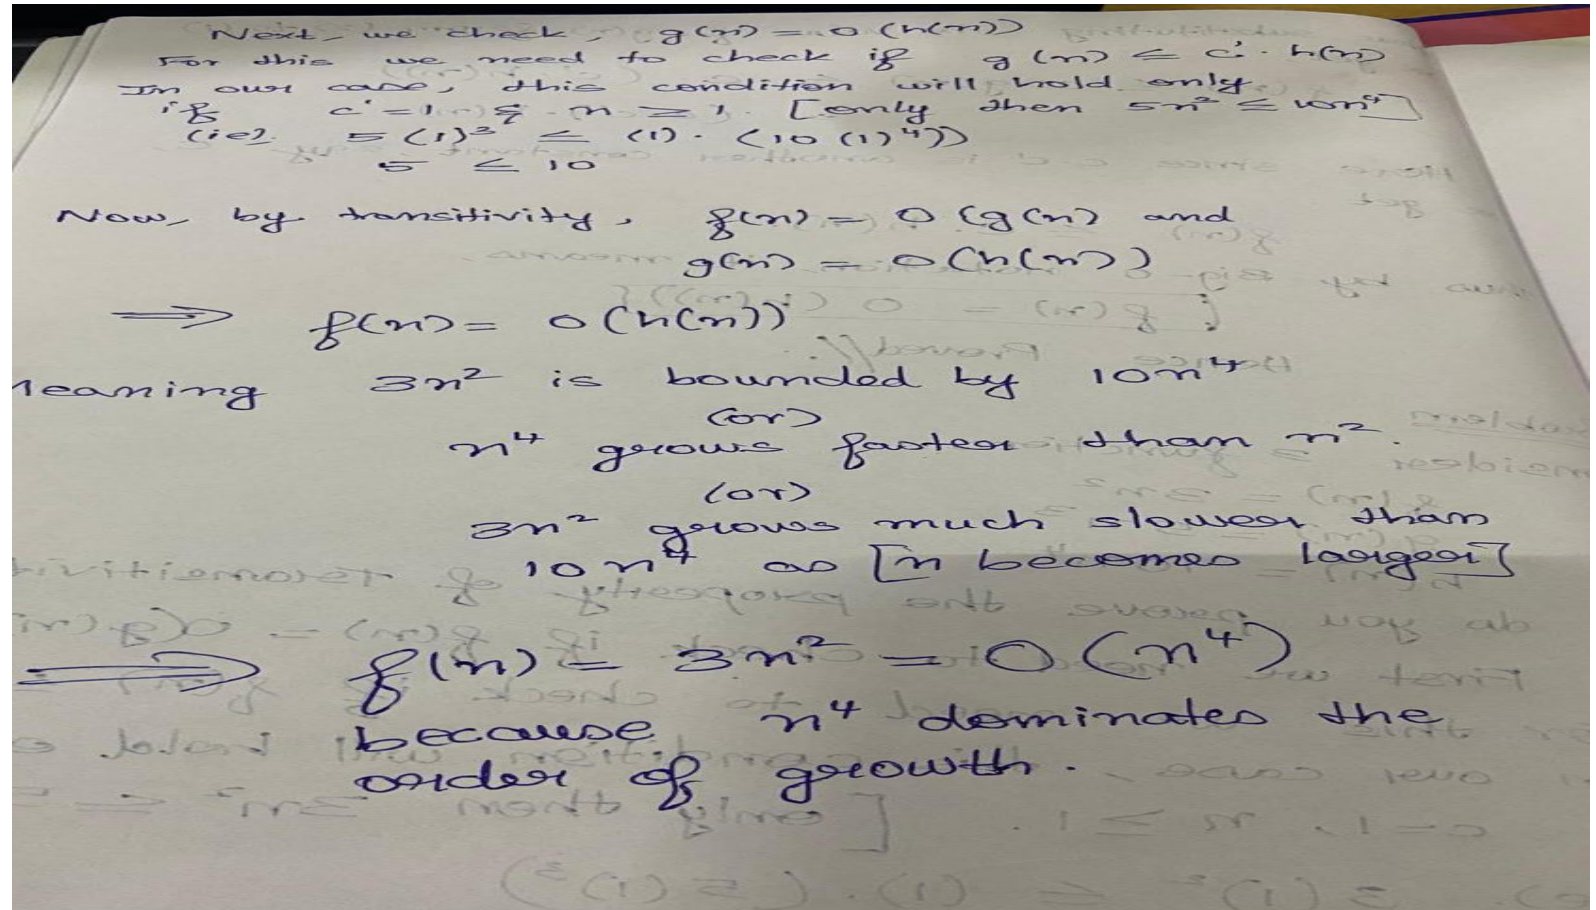 Next, we check, g(n) = O(h(n))
For this we need to check if g(n) ≤ c'. h(n)
In our case, this condition will hold only
if c' = 1 & n ≥ 1. [only then 5n² ≤ 10n⁴]
(ie). 5(1)² ≤ (1). (10(1)⁴))
5 ≤ 10
Now, by transitivity, f(n) = O(g(n) and
g(n) = O(h(n))
⟹ f(n) = O(h(n))
Meaning 3n² is bounded by 10n⁴
(or)
n⁴ grows faster than n².
(or)
3n² grows much slower than
10n⁴ as [n becomes larger]
⟹ f(n) = 3n² = O(n⁴)
because n⁴ dominates the
order of growth.